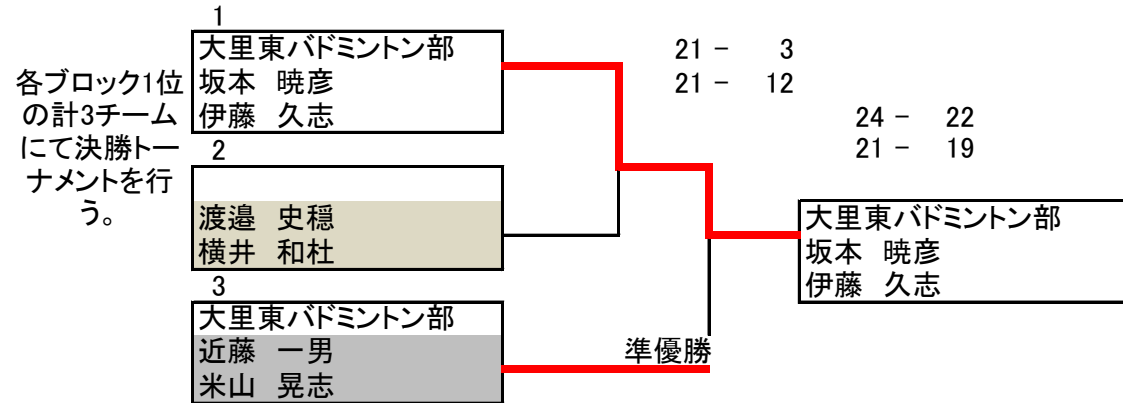 各ブロック1位
の計3チーム
にて決勝トー
ナメントを行
う。
1
大里東バドミントン部
坂本 暁彦
伊藤 久志
2
渡邉 史穏
横井 和杜
3
大里東バドミントン部
近藤 一男
米山 晃志
21 － 3
21 － 12
24 － 22
21 － 19
準優勝
大里東バドミントン部
坂本 暁彦
伊藤 久志